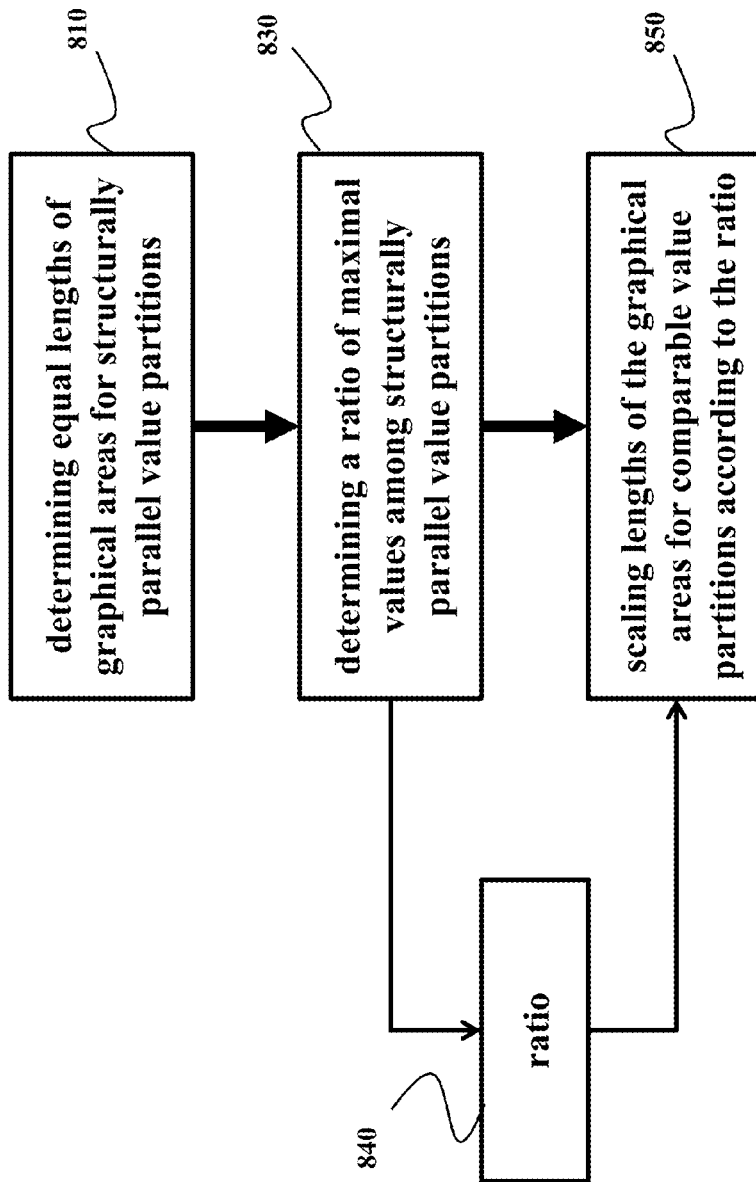 810
determining equal lengths of
graphical areas for structurally
parallel value partitions
830
determining a ratio of maximal
values among structurally
parallel value partitions
840
ratio
850
scaling lengths of the graphical
areas for comparable value
partitions according to the ratio